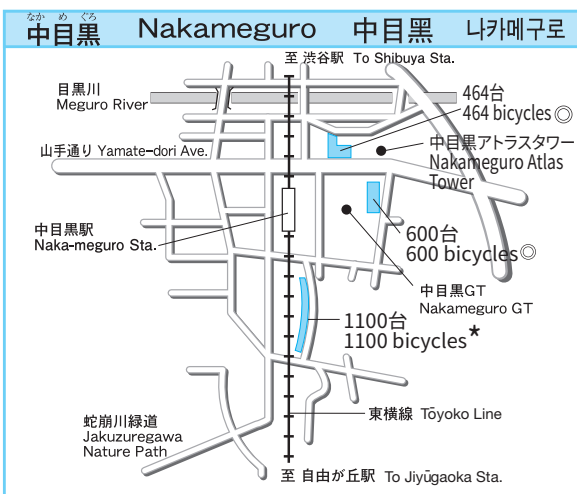 なか め ぐろ
中目黒 Nakameguro 中目黑 나카메구로
至 渋谷駅 To Shibuya Sta.
目黒川
Meguro River
464台
464 bicycles ◎
山手通り Yamate-dori Ave.
中目黒アトラスタワー
Nakameguro Atlas
Tower
中目黒駅
Naka-meguro Sta.
600台
600 bicycles◎
中目黒GT
Nakameguro GT
1100台
1100 bicycles*
東横線 Tōyoko Line
蛇崩川緑道
Jakuzuregawa
Nature Path
至 自由が丘駅 To Jiyūgaoka Sta.